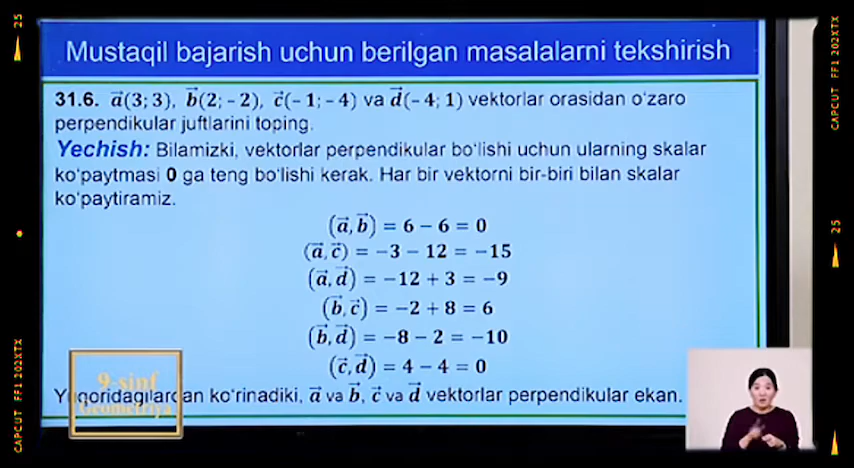 25
25
Mustaqil bajarish uchun berilgan masalalarni tekshirish
31.6. a⃗(3; 3), b⃗(2; - 2), c⃗(- 1; - 4) va d⃗(- 4; 1) vektorlar orasidan o‘zaro
perpendikular juftlarini toping.
Yechish: Bilamizki, vektorlar perpendikular bo‘lishi uchun ularning skalar
ko‘paytmasi 0 ga teng bo‘lishi kerak. Har bir vektorni bir-biri bilan skalar
ko‘paytiramiz.
(a⃗, b⃗) = 6 − 6 = 0
(a⃗, c⃗) = −3 − 12 = −15
(a⃗, d⃗) = −12 + 3 = −9
(b⃗, c⃗) = −2 + 8 = 6
(b⃗, d⃗) = −8 − 2 = −10
(c⃗, d⃗) = 4 − 4 = 0
Yuqoridagilardan ko‘rinadiki, a⃗ va b⃗, c⃗ va d⃗ vektorlar perpendikular ekan.
9-sinf
Geometriya
CAPCUT FF1 202XTX
CAPCUT FF1 202XTX
25